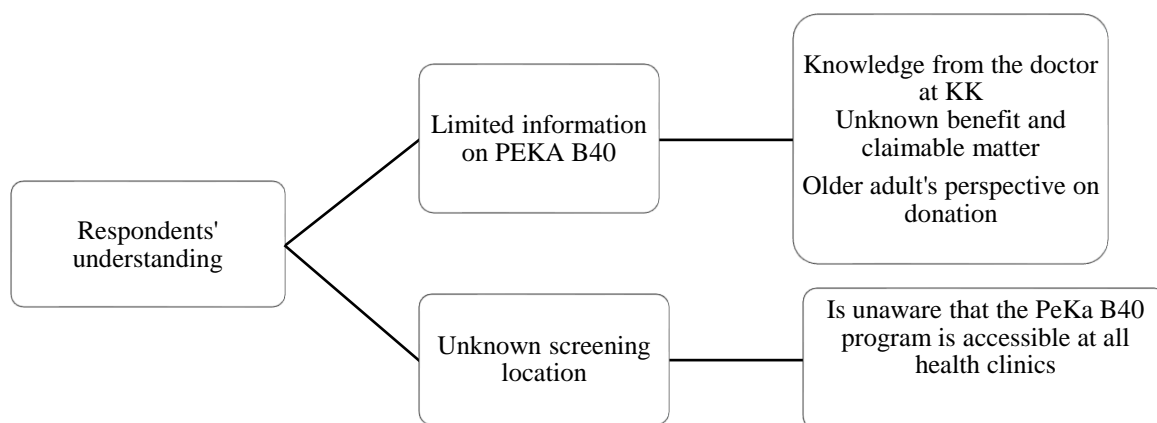 Respondents'
understanding
Limited information
on PEKA B40
Knowledge from the doctor
at KK
Unknown benefit and
claimable matter
Older adult's perspective on
donation
Unknown screening
location
Is unaware that the PeKa B40
program is accessible at all
health clinics